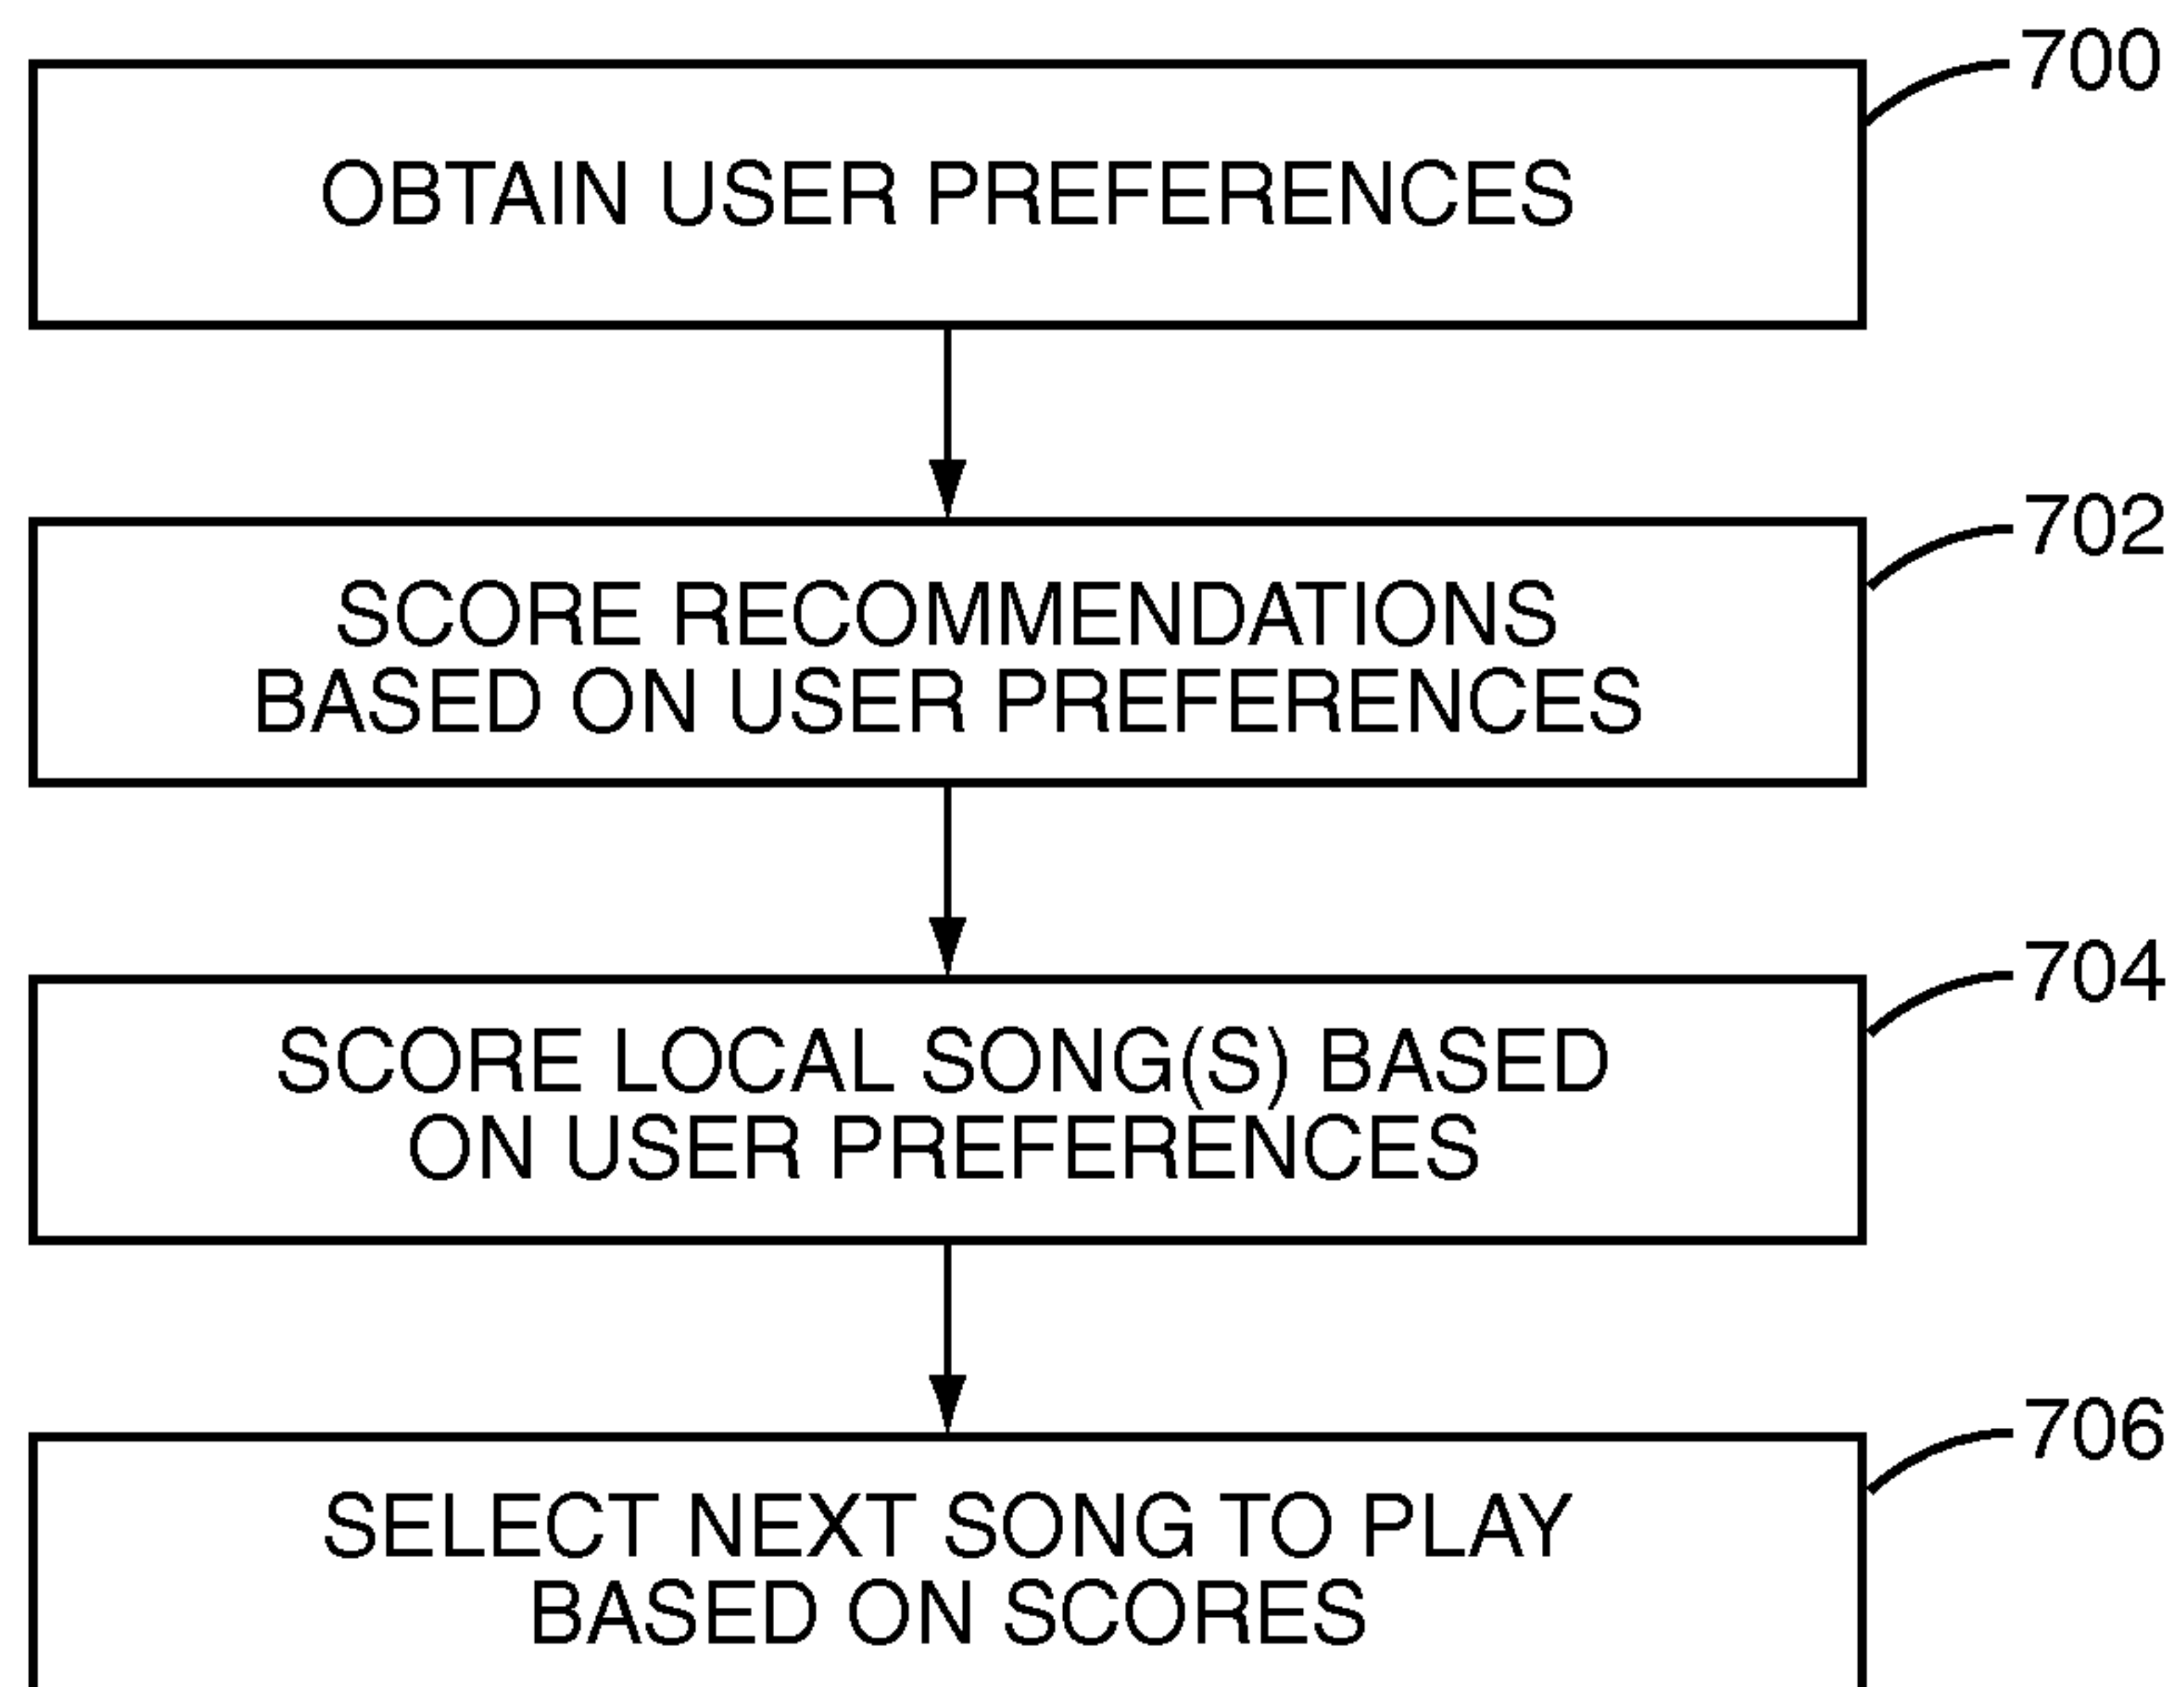 700
OBTAIN USER PREFERENCES
702
SCORE RECOMMENDATIONS
BASED ON USER PREFERENCES
704
SCORE LOCAL SONG(S) BASED
ON USER PREFERENCES
706
SELECT NEXT SONG TO PLAY
BASED ON SCORES